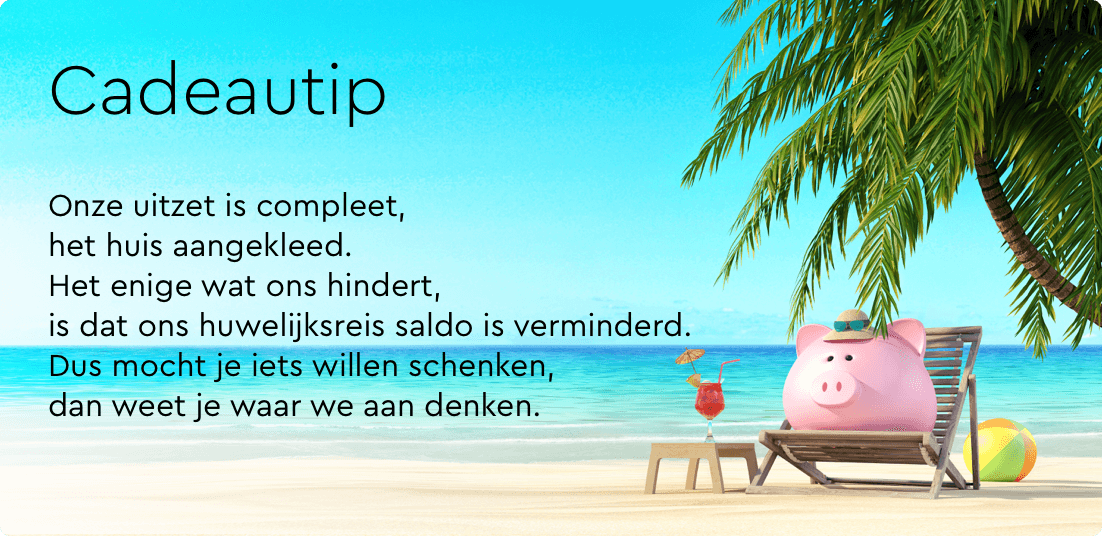 Cadeautip
Onze uitzet is compleet,
het huis aangekleed.
Het enige wat ons hindert,
is dat ons huwelijksreis saldo is verminderd.
Dus mocht je iets willen schenken,
dan weet je waar we aan denken.